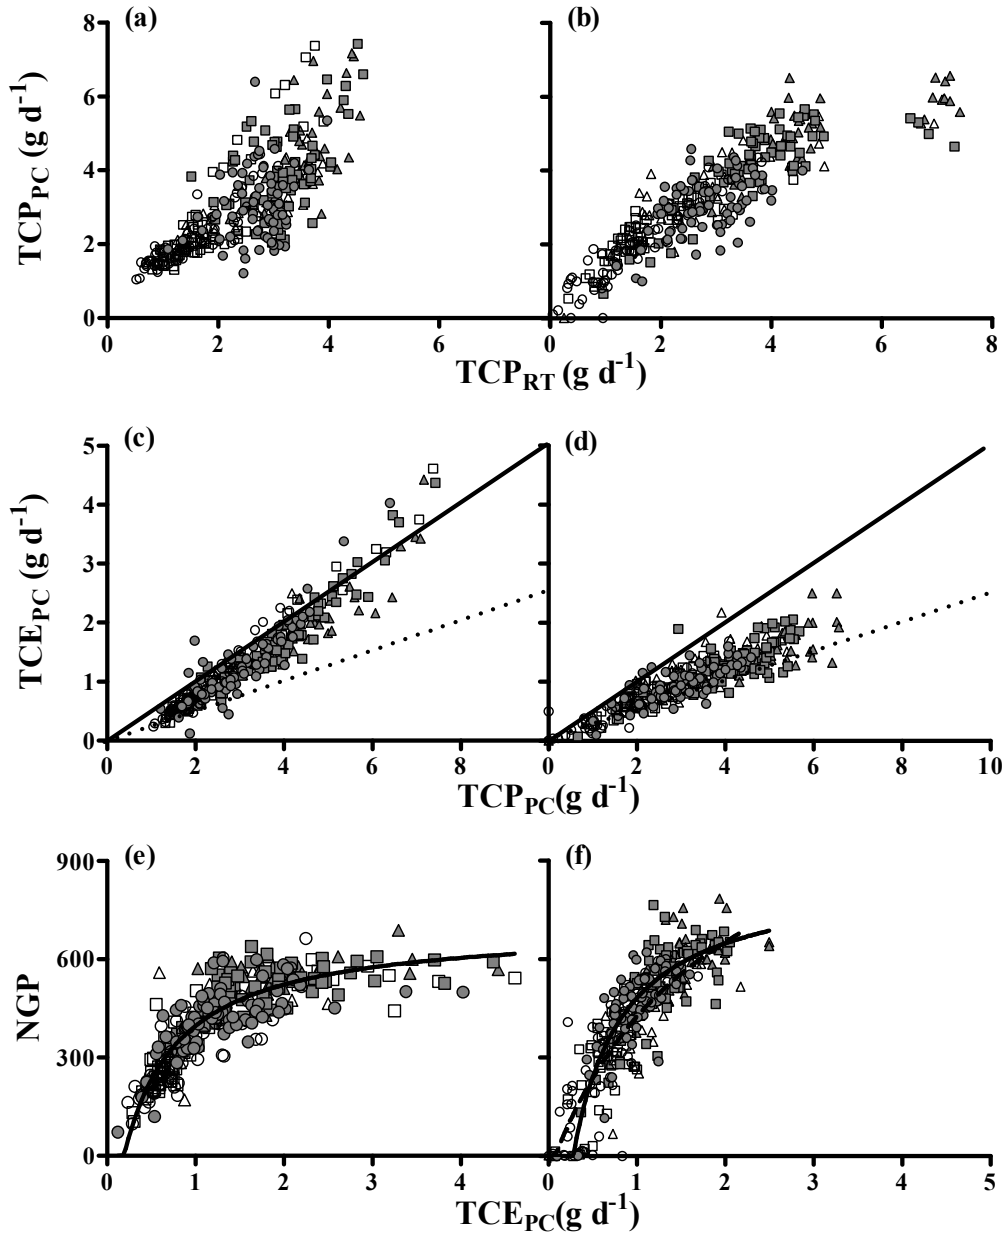 (a)
(b)
8
6
4
2
0
TCP_PC (g d^-1)
0 2 4 6 0 2 4 6 8
TCP_RT (g d^-1)
(c)
(d)
5
4
3
2
1
0
TCE_PC (g d^-1)
0 2 4 6 8 0 2 4 6 8 10
TCP_PC(g d^-1)
(e)
(f)
900
600
300
0
NGP
0 1 2 3 4 0 1 2 3 4 5
TCE_PC(g d^-1)